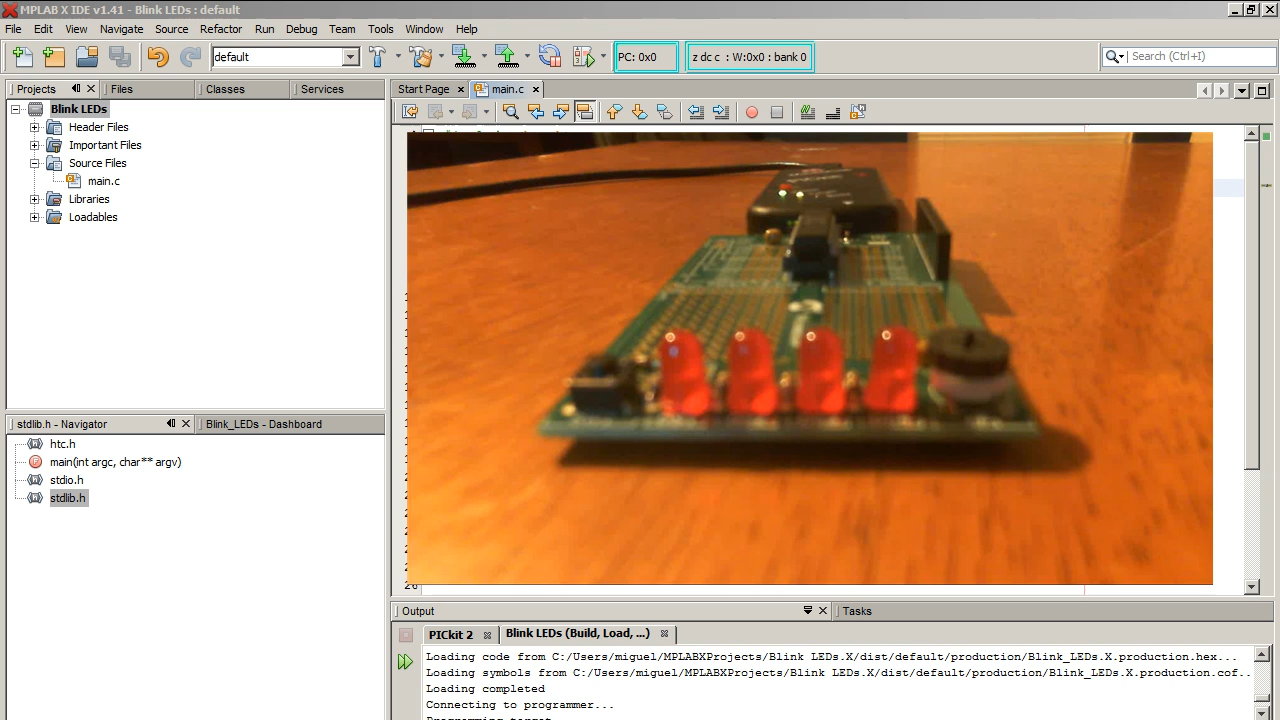 MPLAB X IDE v1.41 - Blink LEDs : default
File Edit View Navigate Source Refactor Run Debug Team Tools Window Help
default
PC: 0x0
z dc c : W:0x0 : bank 0
Search (Ctrl+I)
Projects
Files
Classes
Services
Start Page
main.c
Blink LEDs
Header Files
Important Files
Source Files
main.c
Libraries
Loadables
stdlib.h - Navigator
Blink_LEDs - Dashboard
htc.h
main(int argc, char** argv)
stdio.h
stdlib.h
26
Output
Tasks
PICkit 2
Blink LEDs (Build, Load, ...)
Loading code from C:/Users/miguel/MPLABXProjects/Blink LEDs.X/dist/default/production/Blink_LEDs.X.production.hex...
Loading symbols from C:/Users/miguel/MPLABXProjects/Blink LEDs.X/dist/default/production/Blink_LEDs.X.production.cof..
Loading completed
Connecting to programmer...
Programming target